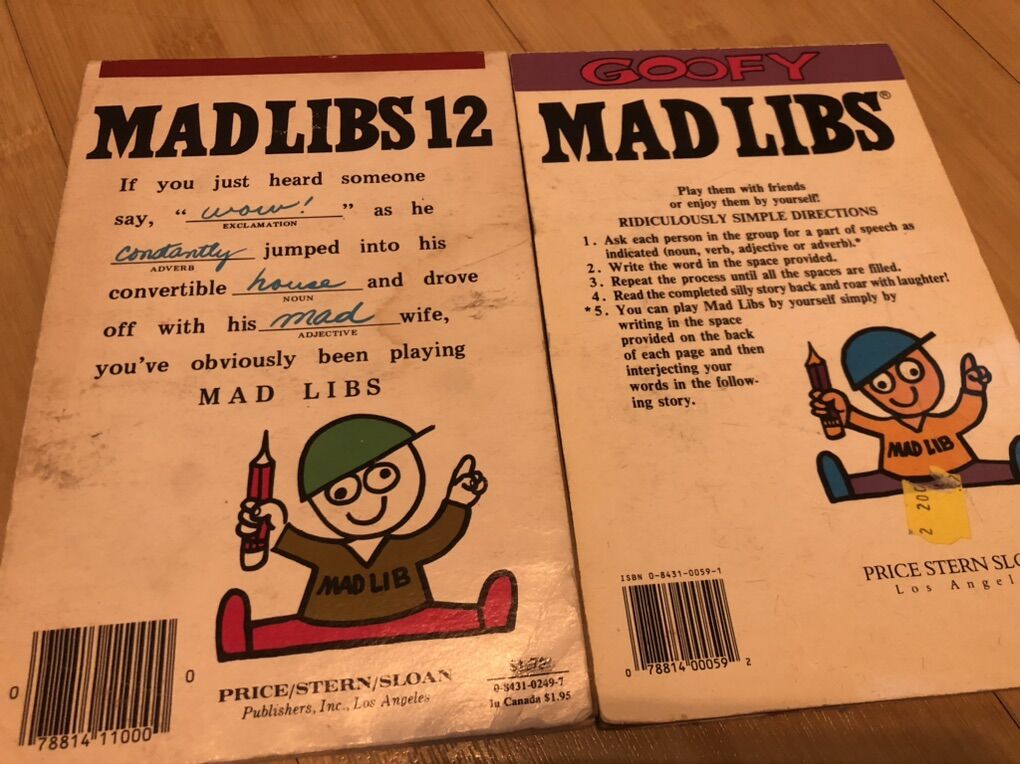 MAD LIBS 12
If you just heard someone
say, “wow!” as he
EXCLAMATION
constantly jumped into his
ADVERB
convertible house and drove
NOUN
off with his mad wife,
ADJECTIVE
you've obviously been playing
MAD LIBS
MAD LIB
PRICE/STERN/SLOAN
Publishers, Inc., Los Angeles
0-8431-0249-7
In Canada $1.95
0 78814 11000 0
GOOFY
MAD LIBS®
Play them with friends
or enjoy them by yourself!
RIDICULOUSLY SIMPLE DIRECTIONS
1. Ask each person in the group for a part of speech as
indicated (noun, verb, adjective or adverb).*
2. Write the word in the space provided.
3. Repeat the process until all the spaces are filled.
4. Read the completed silly story back and roar with laughter!
*5. You can play Mad Libs by yourself simply by
writing in the space
provided on the back
of each page and then
interjecting your
words in the follow-
ing story.
MAD LIB
2 200
ISBN 0-8431-0059-1
0 78814 00059 2
PRICE STERN SLO
Los Angel